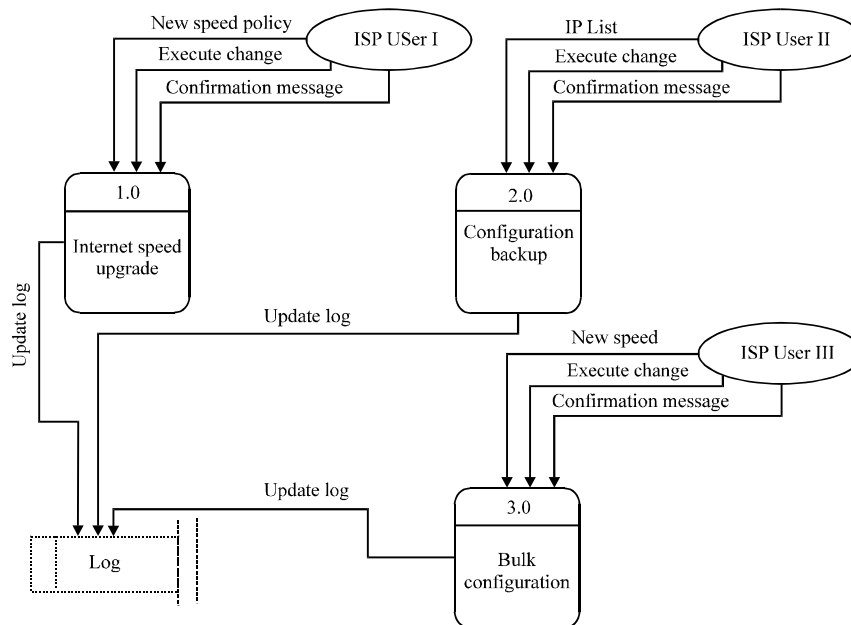 New speed policy
ISP USer I
Execute change
Confirmation message
IP List
ISP User II
Execute change
Confirmation message
1.0
Internet speed
upgrade
2.0
Configuration
backup
Update log
Update log
New speed
ISP User III
Execute change
Confirmation message
Update log
3.0
Bulk
configuration
Log